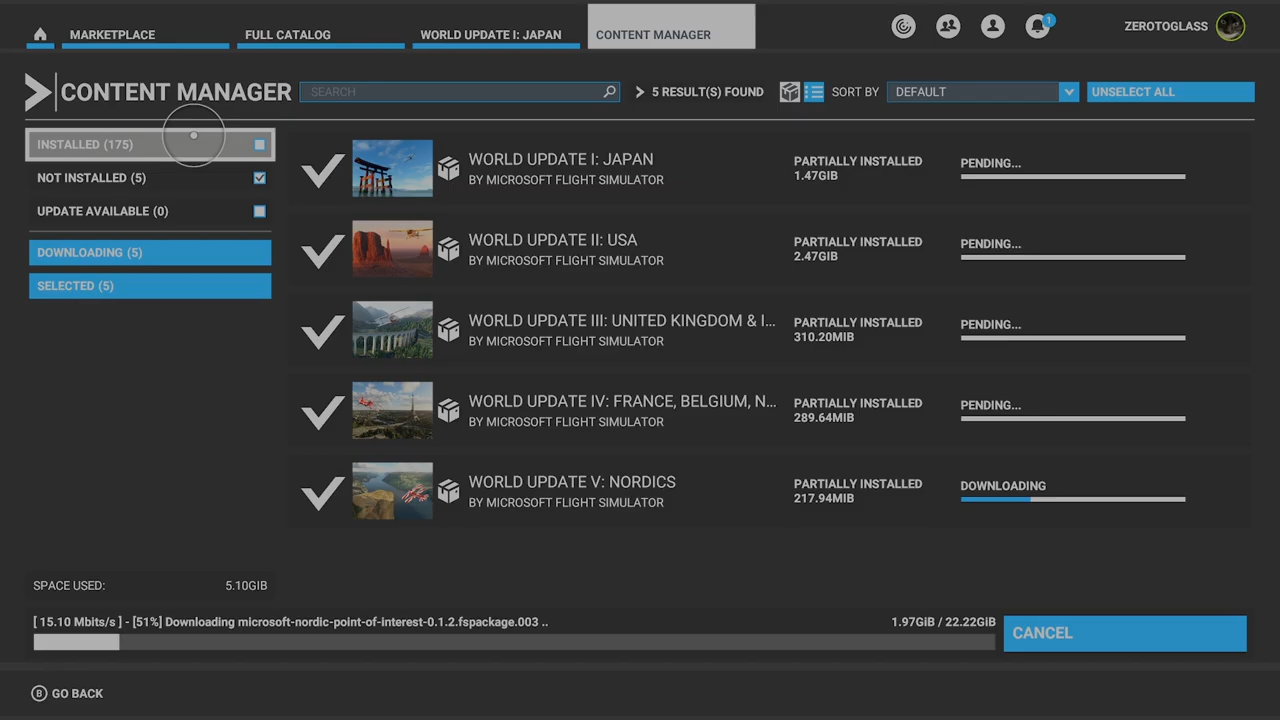 MARKETPLACE
FULL CATALOG
WORLD UPDATE I: JAPAN
CONTENT MANAGER
1
ZEROTOGLASS
CONTENT MANAGER
SEARCH
5 RESULT(S) FOUND
SORT BY
DEFAULT
UNSELECT ALL
INSTALLED (175)
NOT INSTALLED (5)
UPDATE AVAILABLE (0)
DOWNLOADING (5)
SELECTED (5)
WORLD UPDATE I: JAPAN
BY MICROSOFT FLIGHT SIMULATOR
PARTIALLY INSTALLED
1.47GIB
PENDING...
WORLD UPDATE II: USA
BY MICROSOFT FLIGHT SIMULATOR
PARTIALLY INSTALLED
2.47GIB
PENDING...
WORLD UPDATE III: UNITED KINGDOM & I...
BY MICROSOFT FLIGHT SIMULATOR
PARTIALLY INSTALLED
310.20MIB
PENDING...
WORLD UPDATE IV: FRANCE, BELGIUM, N...
BY MICROSOFT FLIGHT SIMULATOR
PARTIALLY INSTALLED
289.64MIB
PENDING...
WORLD UPDATE V: NORDICS
BY MICROSOFT FLIGHT SIMULATOR
PARTIALLY INSTALLED
217.94MIB
DOWNLOADING
SPACE USED: 5.10GIB
[ 15.10 Mbits/s ] - [51%] Downloading microsoft-nordic-point-of-interest-0.1.2.fspackage.003 ..
1.97GiB / 22.22GiB
CANCEL
B GO BACK